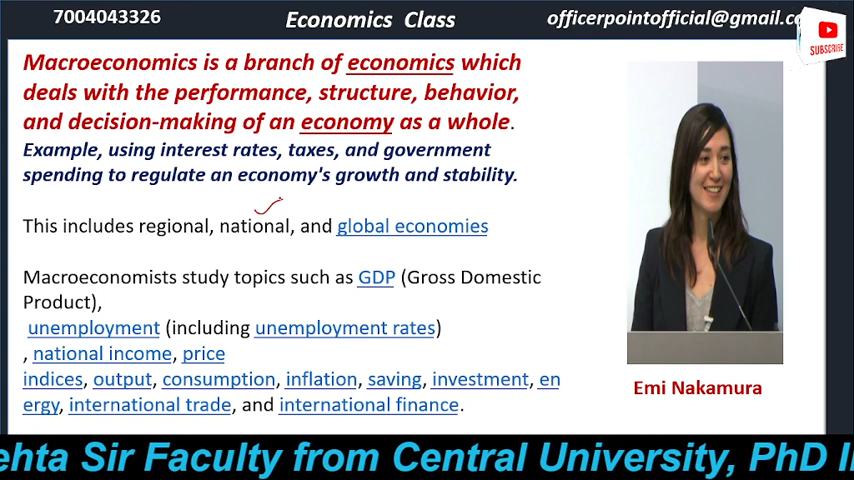 7004043326
Economics Class
officerpointofficial@gmail.co
SUBSCRIBE
Macroeconomics is a branch of economics which
deals with the performance, structure, behavior,
and decision-making of an economy as a whole.
Example, using interest rates, taxes, and government
spending to regulate an economy's growth and stability.
This includes regional, national, and global economies
Macroeconomists study topics such as GDP (Gross Domestic
Product),
unemployment (including unemployment rates)
, national income, price
indices, output, consumption, inflation, saving, investment, en
ergy, international trade, and international finance.
Emi Nakamura
ehta Sir Faculty from Central University, PhD I